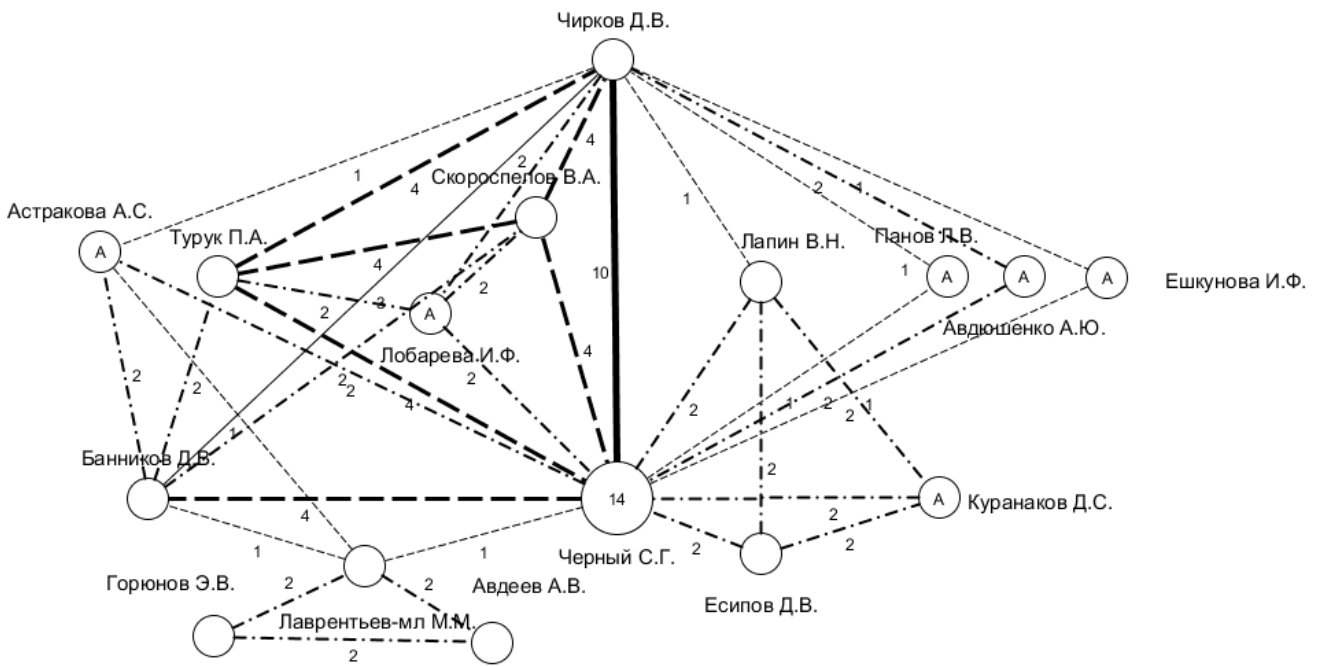 Чирков Д.В.
4
2
Скороспелов В.А.
1
4
2
1
1
Астракова А.С.
Турук П.А.
Лапин В.Н.
Панов Л.В.
А
4
10
1
А
А
А
Ешкунова И.Ф.
2
3
2
А
Авдюшенко А.Ю.
Лобарева И.Ф.
4
2
2
2
2
2
2
4
2
1
2
2
1
1
Банников Д.В.
2
14
А
Куранаков Д.С.
4
2
1
1
2
2
Черный С.Г.
Горюнов Э.В.
2
2
Авдеев А.В.
Есипов Д.В.
Лаврентьев-мл М.М.
2